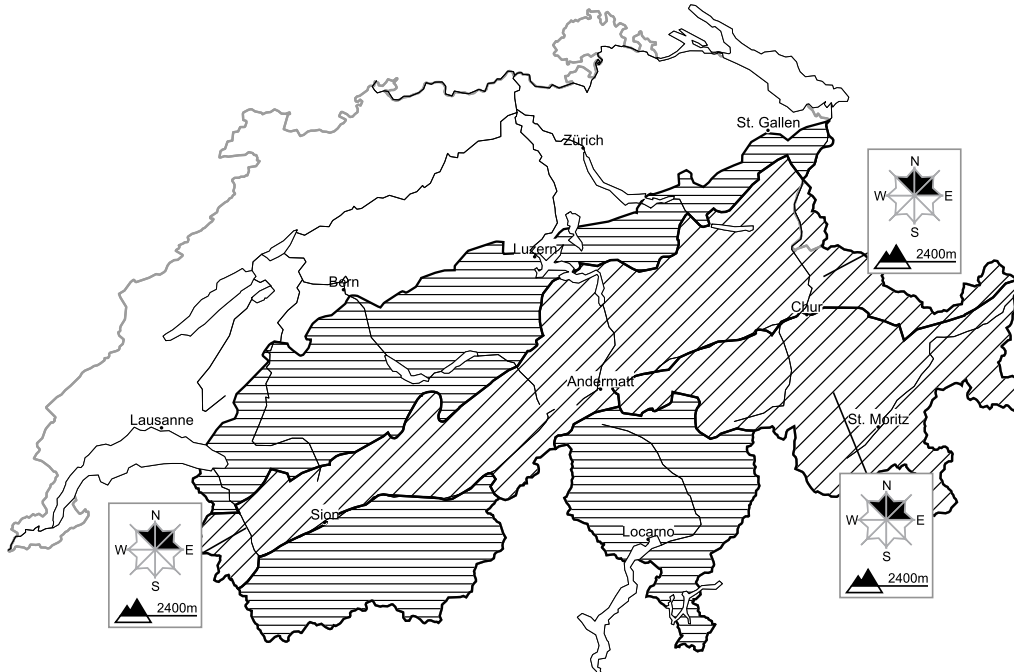 St. Gallen
Zürich
N
W E
S
2400m
Luzern
Bern
Chur
Andermatt
Lausanne
St. Moritz
N
W E
S
2400m
Sion
Locarno
N
W E
S
2400m